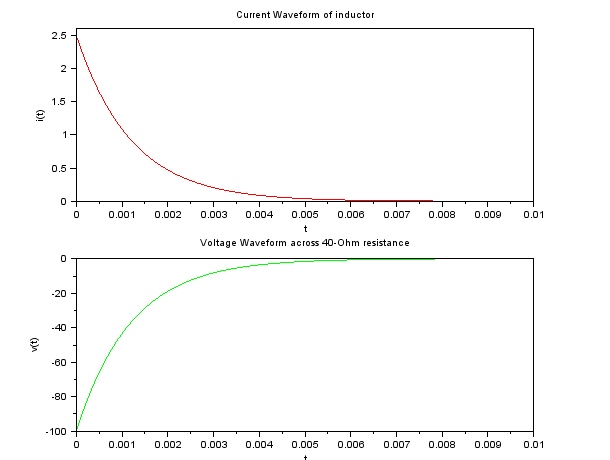 Current Waveform of inductor
2.5
2
1.5
1
0.5
0
i(t)
0 0.001 0.002 0.003 0.004 0.005 0.006 0.007 0.008 0.009 0.01
t
Voltage Waveform across 40-Ohm resistance
0
-20
-40
-60
-80
-100
v(t)
0 0.001 0.002 0.003 0.004 0.005 0.006 0.007 0.008 0.009 0.01
t